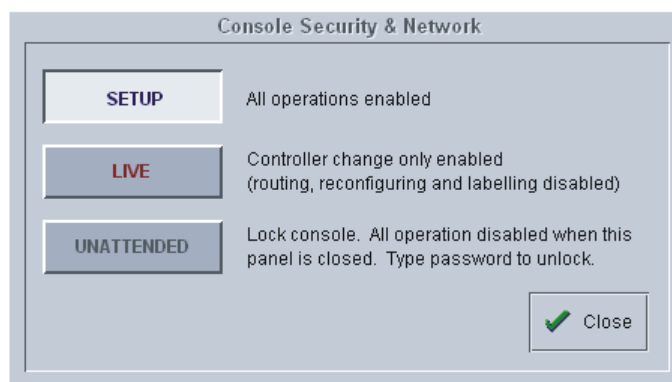 Console Security & Network
SETUP
All operations enabled
LIVE
Controller change only enabled
(routing, reconfiguring and labelling disabled)
UNATTENDED
Lock console. All operation disabled when this
panel is closed. Type password to unlock.
Close